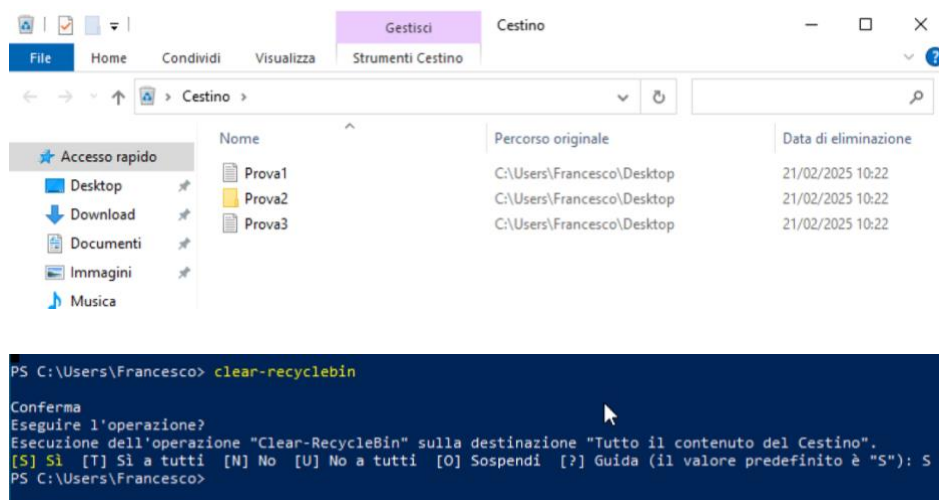 Gestisci Cestino
File Home Condividi Visualizza Strumenti Cestino
Cestino
Nome Percorso originale Data di eliminazione
Accesso rapido
Desktop
Download
Documenti
Immagini
Musica
Prova1 C:\Users\Francesco\Desktop 21/02/2025 10:22
Prova2 C:\Users\Francesco\Desktop 21/02/2025 10:22
Prova3 C:\Users\Francesco\Desktop 21/02/2025 10:22
PS C:\Users\Francesco> clear-recyclebin
Conferma
Eseguire l'operazione?
Esecuzione dell'operazione "Clear-RecycleBin" sulla destinazione "Tutto il contenuto del Cestino".
[S] Sì [T] Sì a tutti [N] No [U] No a tutti [O] Sospendi [?] Guida (il valore predefinito è "S"): S
PS C:\Users\Francesco>